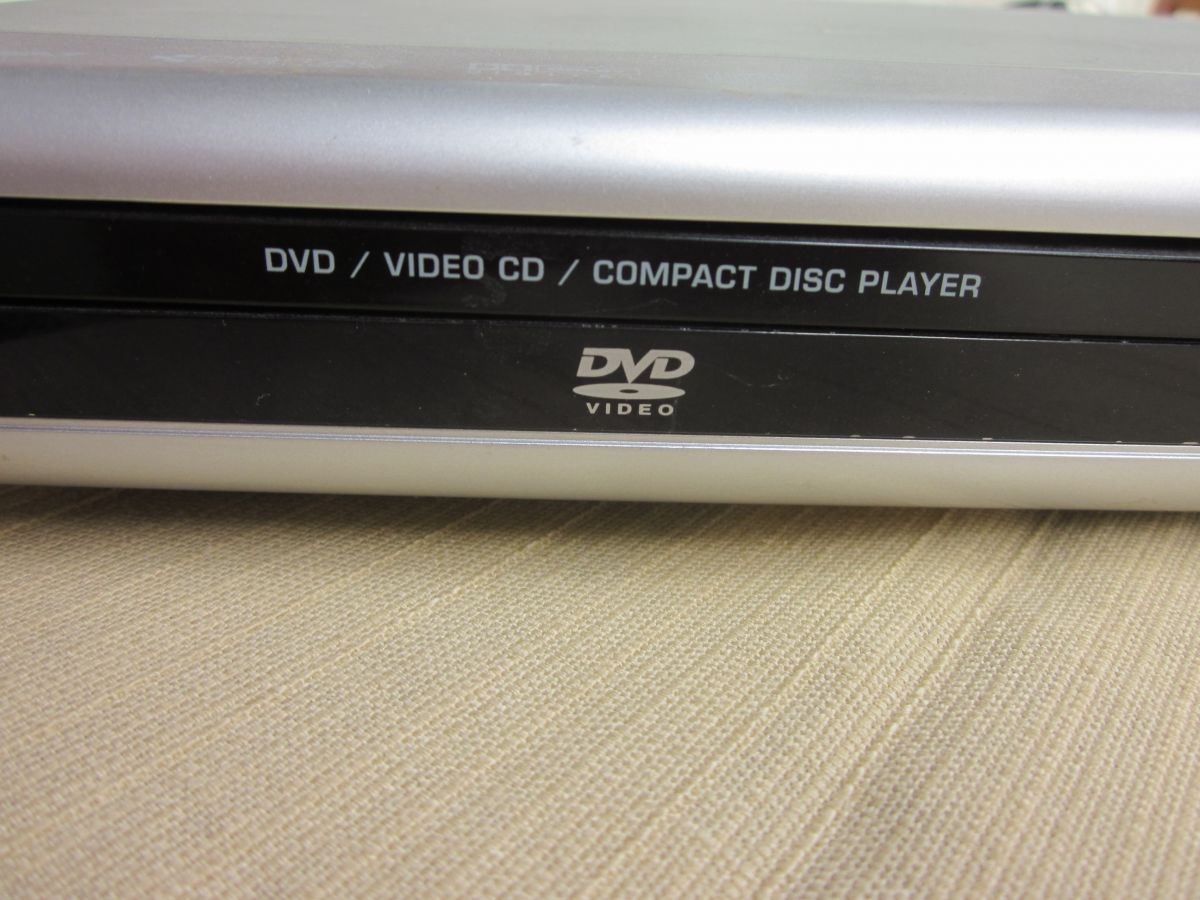 DVD / VIDEO CD / COMPACT DISC PLAYER
DVD
VIDEO